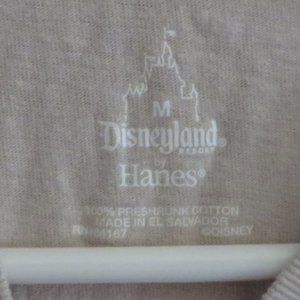 M
Disneyland®
RESORT
by
Hanes®
100% PRESHRUNK COTTON
MADE IN EL SALVADOR
©DISNEY